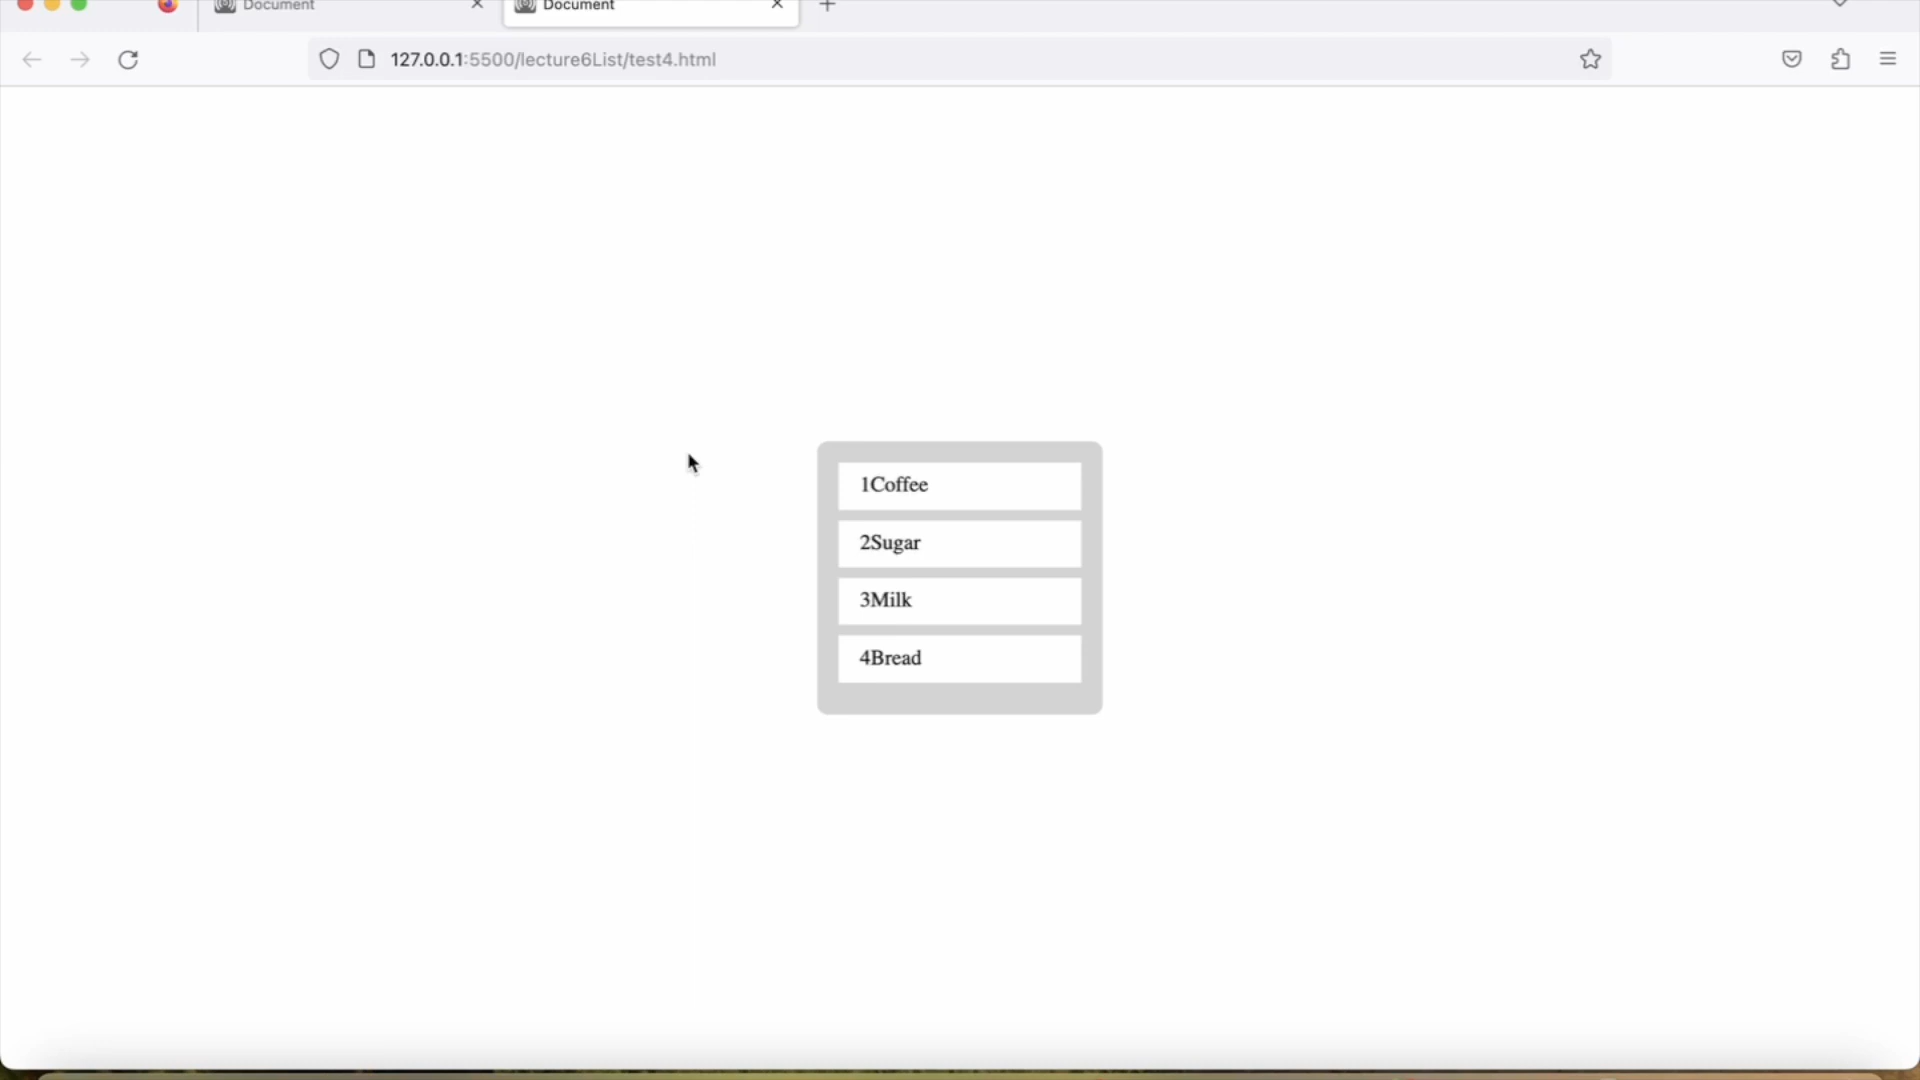 Document
Document
127.0.0.1:5500/lecture6List/test4.html
1Coffee
2Sugar
3Milk
4Bread